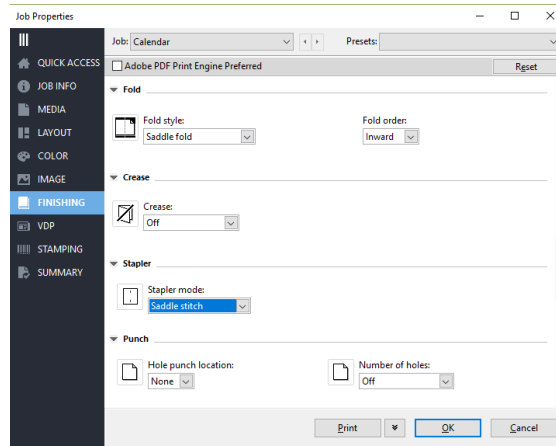 Job Properties
Job: Calendar
Presets:
QUICK ACCESS
JOB INFO
MEDIA
LAYOUT
COLOR
IMAGE
FINISHING
VDP
STAMPING
SUMMARY
Adobe PDF Print Engine Preferred
Reset
Fold
Fold style:
Saddle fold
Fold order:
Inward
Crease
Crease:
Off
Stapler
Stapler mode:
Saddle stitch
Punch
Hole punch location:
None
Number of holes:
Off
Print
OK
Cancel